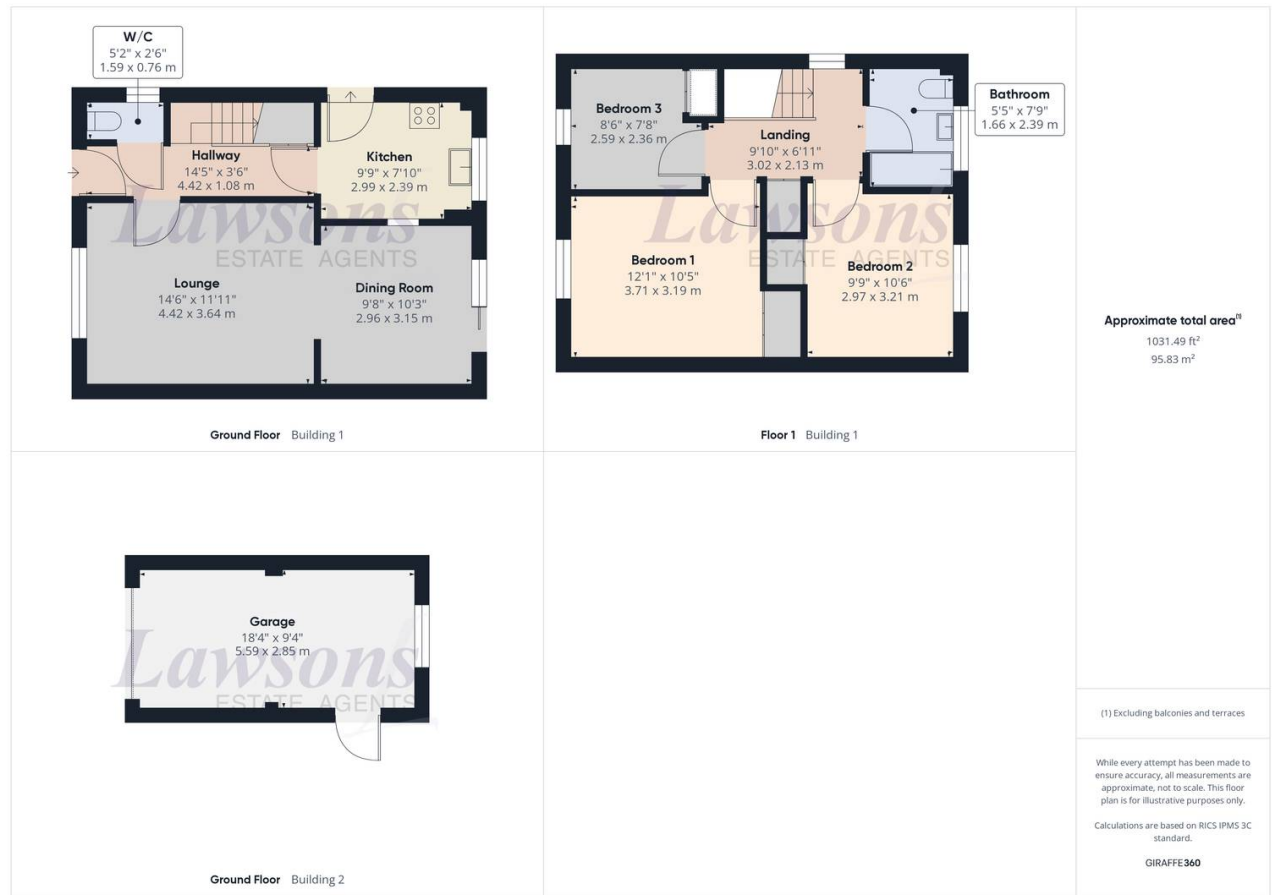 W/C
5'2" x 2'6"
1.59 x 0.76 m
Hallway
14'5" x 3'6"
4.42 x 1.08 m
Kitchen
9'9" x 7'10"
2.99 x 2.39 m
Lawsons
ESTATE AGENTS
Lounge
14'6" x 11'11"
4.42 x 3.64 m
Dining Room
9'8" x 10'3"
2.96 x 3.15 m
Ground Floor Building 1
Bedroom 3
8'6" x 7'8"
2.59 x 2.36 m
Landing
9'10" x 6'11"
3.02 x 2.13 m
Bathroom
5'5" x 7'9"
1.66 x 2.39 m
Lawsons
ESTATE AGENTS
Bedroom 1
12'1" x 10'5"
3.71 x 3.19 m
Bedroom 2
9'9" x 10'6"
2.97 x 3.21 m
Floor 1 Building 1
Garage
18'4" x 9'4"
5.59 x 2.85 m
Lawsons
ESTATE AGENTS
Ground Floor Building 2
Approximate total area(1)
1031.49 ft²
95.83 m²
(1) Excluding balconies and terraces
While every attempt has been made to
ensure accuracy, all measurements are
approximate, not to scale. This floor
plan is for illustrative purposes only.
Calculations are based on RICS IPMS 3C
standard.
GIRAFFE360